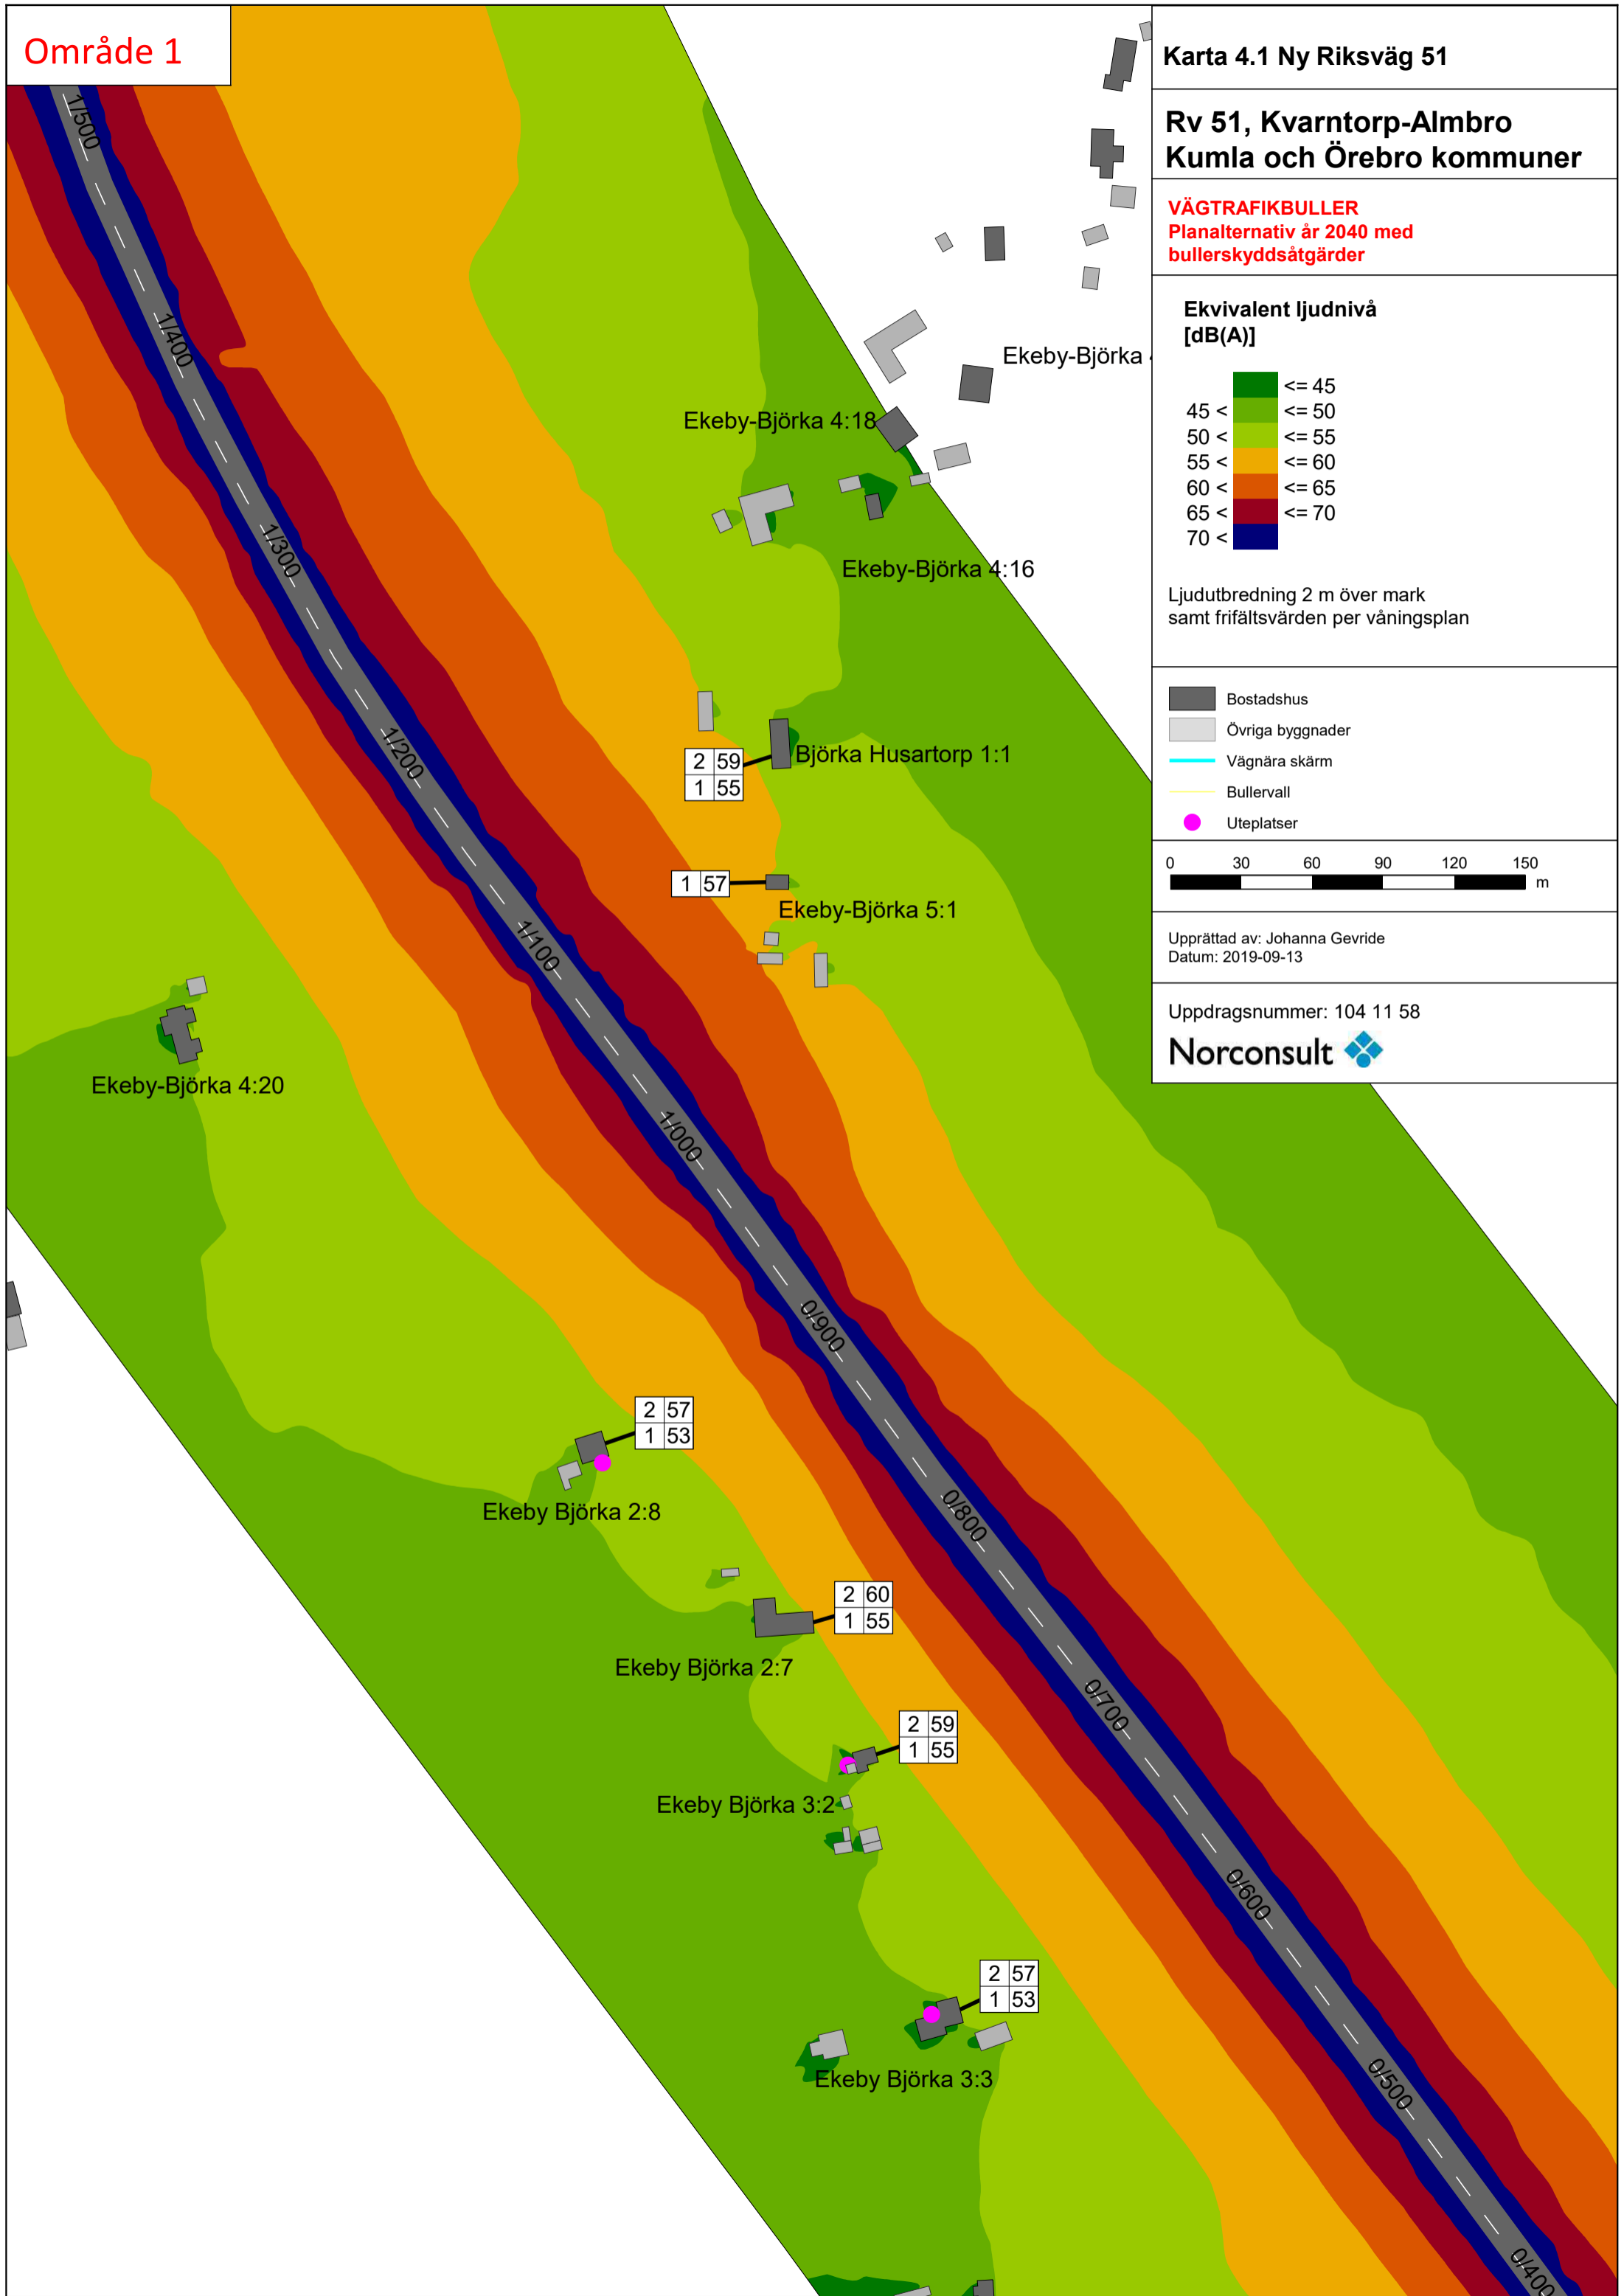 Område 1
1/500
1/400
1/300
1/200
1/100
1/000
0/900
0/800
0/700
0/600
0/500
0/400
Ekeby-Björka
Ekeby-Björka 4:18
Ekeby-Björka 4:16
Björka Husartorp 1:1
2 59
1 55
1 57
Ekeby-Björka 5:1
Ekeby-Björka 4:20
2 57
1 53
Ekeby Björka 2:8
2 60
1 55
Ekeby Björka 2:7
2 59
1 55
Ekeby Björka 3:2
2 57
1 53
Ekeby Björka 3:3
Karta 4.1 Ny Riksväg 51
Rv 51, Kvarntorp-Almbro
Kumla och Örebro kommuner
VÄGTRAFIKBULLER
Planalternativ år 2040 med
bullerskyddsåtgärder
Ekvivalent ljudnivå
[dB(A)]
<= 45
45 < <= 50
50 < <= 55
55 < <= 60
60 < <= 65
65 < <= 70
70 <
Ljudutbredning 2 m över mark
samt frifältsvärden per våningsplan
Bostadshus
Övriga byggnader
Vägnära skärm
Bullervall
Uteplatser
0 30 60 90 120 150
m
Upprättad av: Johanna Gevride
Datum: 2019-09-13
Uppdragsnummer: 104 11 58
Norconsult